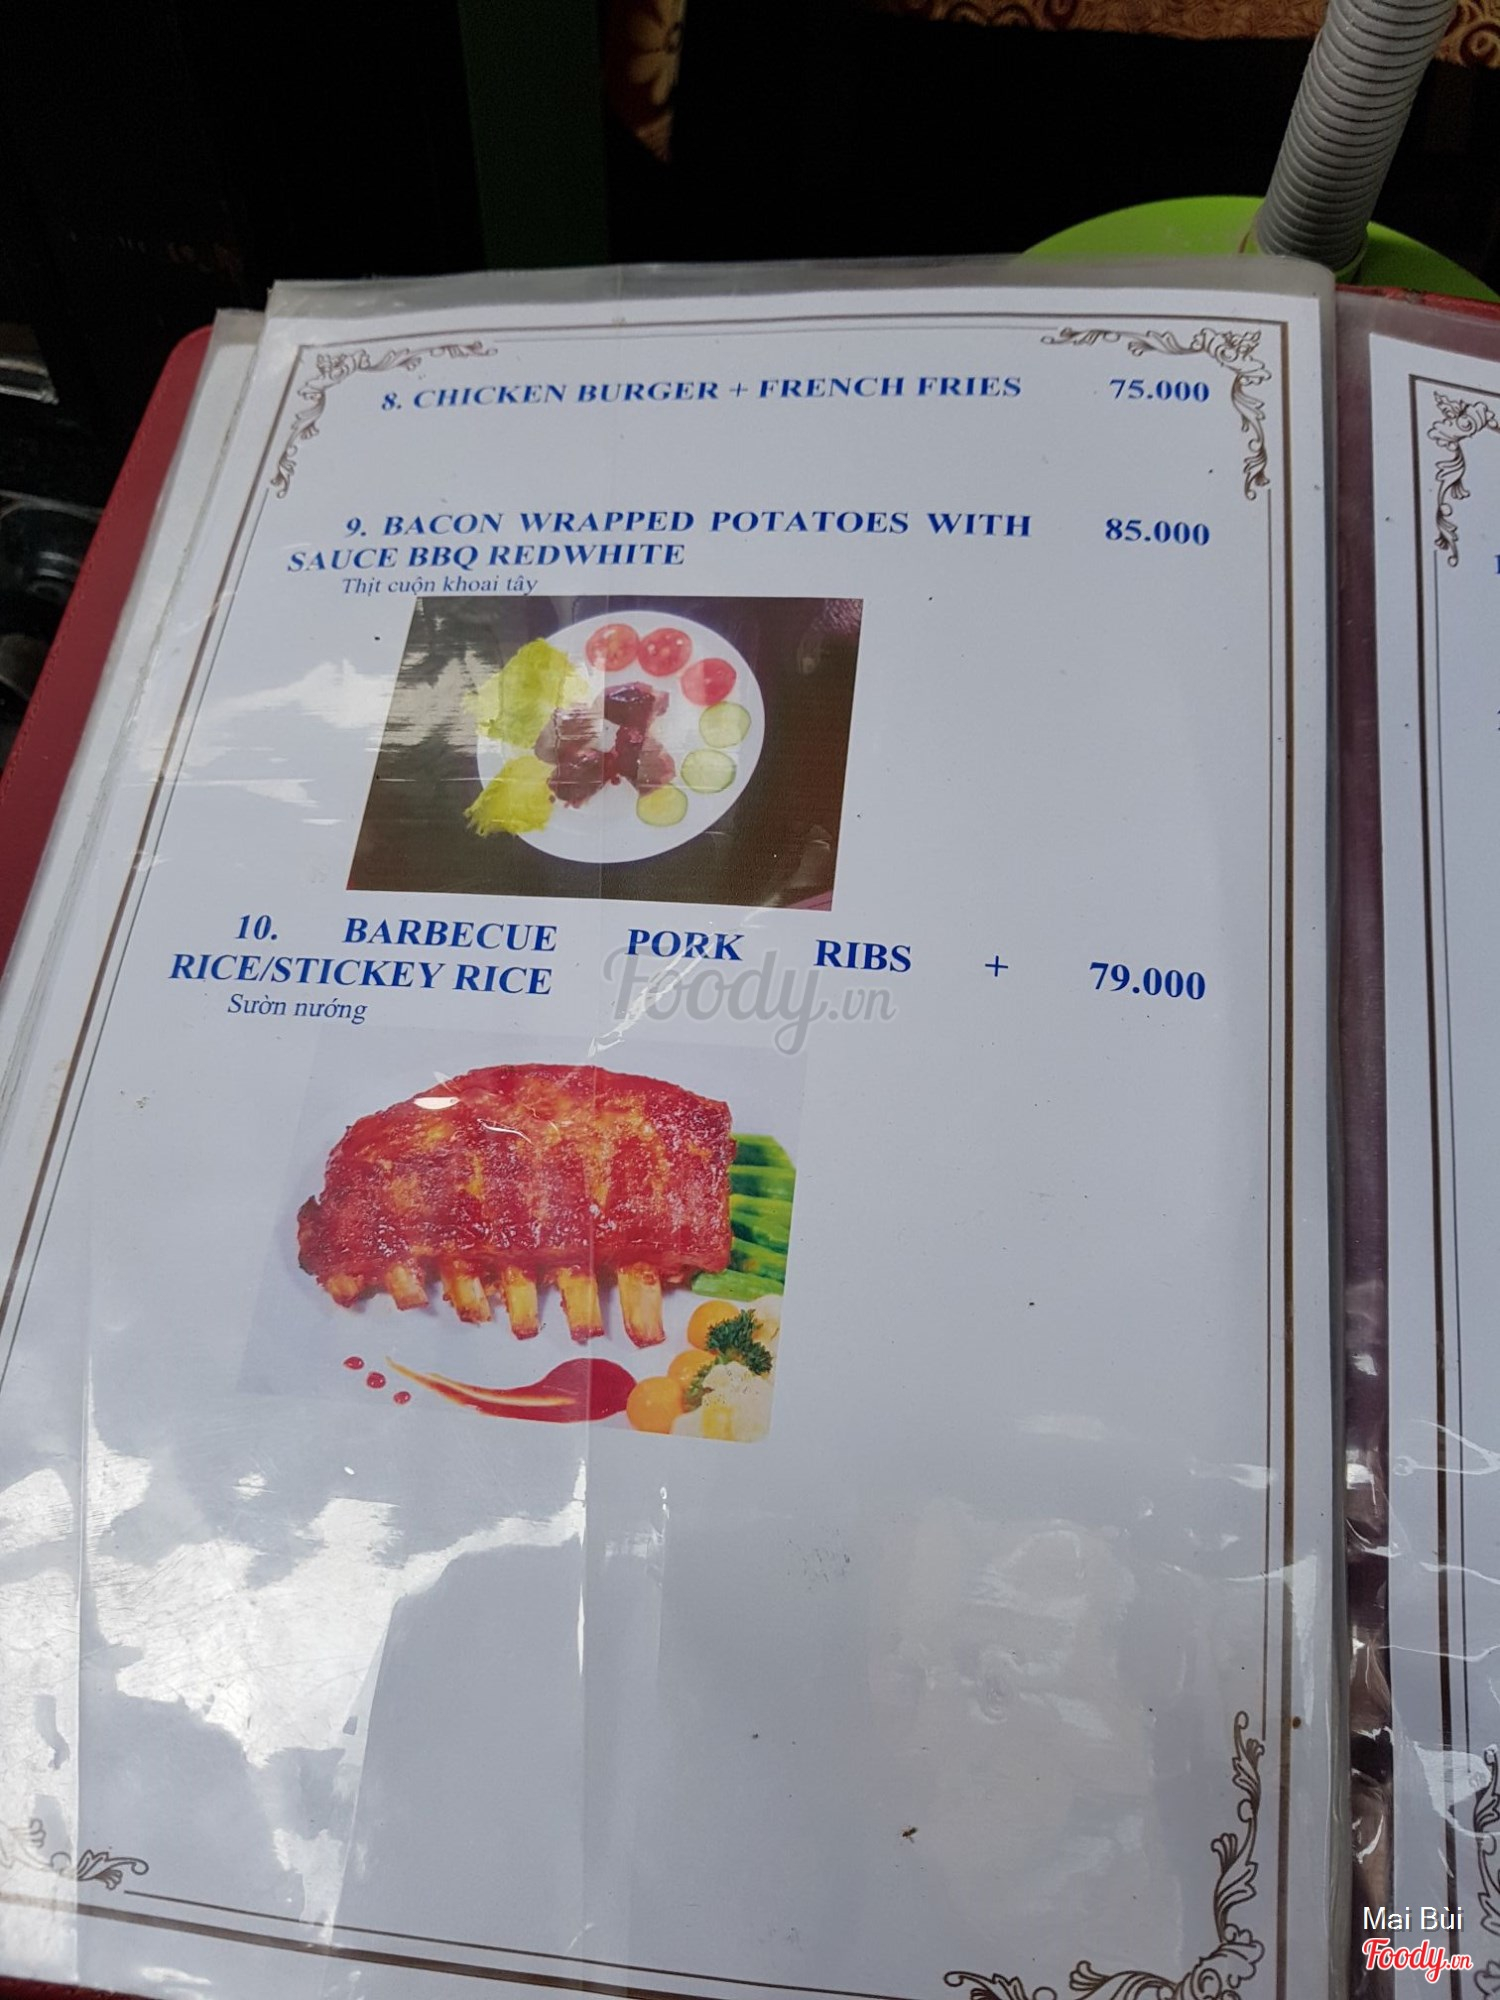 8. CHICKEN BURGER + FRENCH FRIES 75.000
9. BACON WRAPPED POTATOES WITH 85.000
SAUCE BBQ REDWHITE
Thịt cuộn khoai tây
10. BARBECUE PORK RIBS + 79.000
RICE/STICKEY RICE
Sườn nướng
Foody.vn
Mai Bùi
Foody.vn